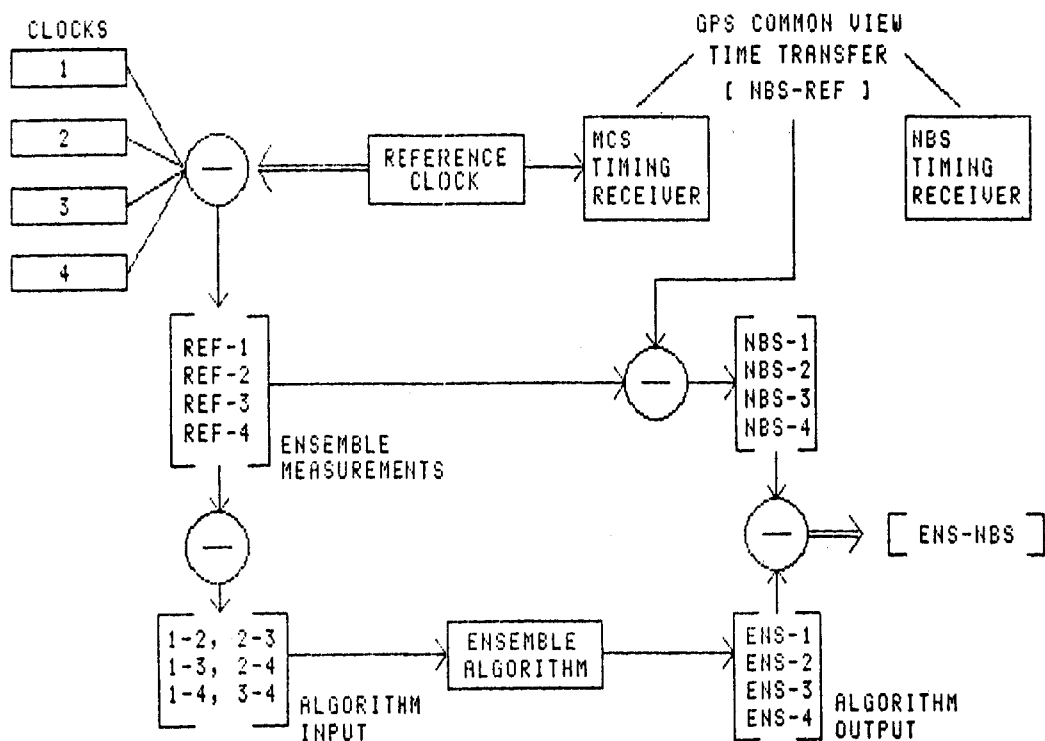 CLOCKS
1
2
3
4
REFERENCE
CLOCK
GPS COMMON VIEW
TIME TRANSFER
[ NBS-REF ]
MCS
TIMING
RECEIVER
NBS
TIMING
RECEIVER
REF-1
REF-2
REF-3
REF-4
ENSEMBLE
MEASUREMENTS
NBS-1
NBS-2
NBS-3
NBS-4
[ ENS-NBS ]
1-2, 2-3
1-3, 2-4
1-4, 3-4
ALGORITHM
INPUT
ENSEMBLE
ALGORITHM
ENS-1
ENS-2
ENS-3
ENS-4
ALGORITHM
OUTPUT